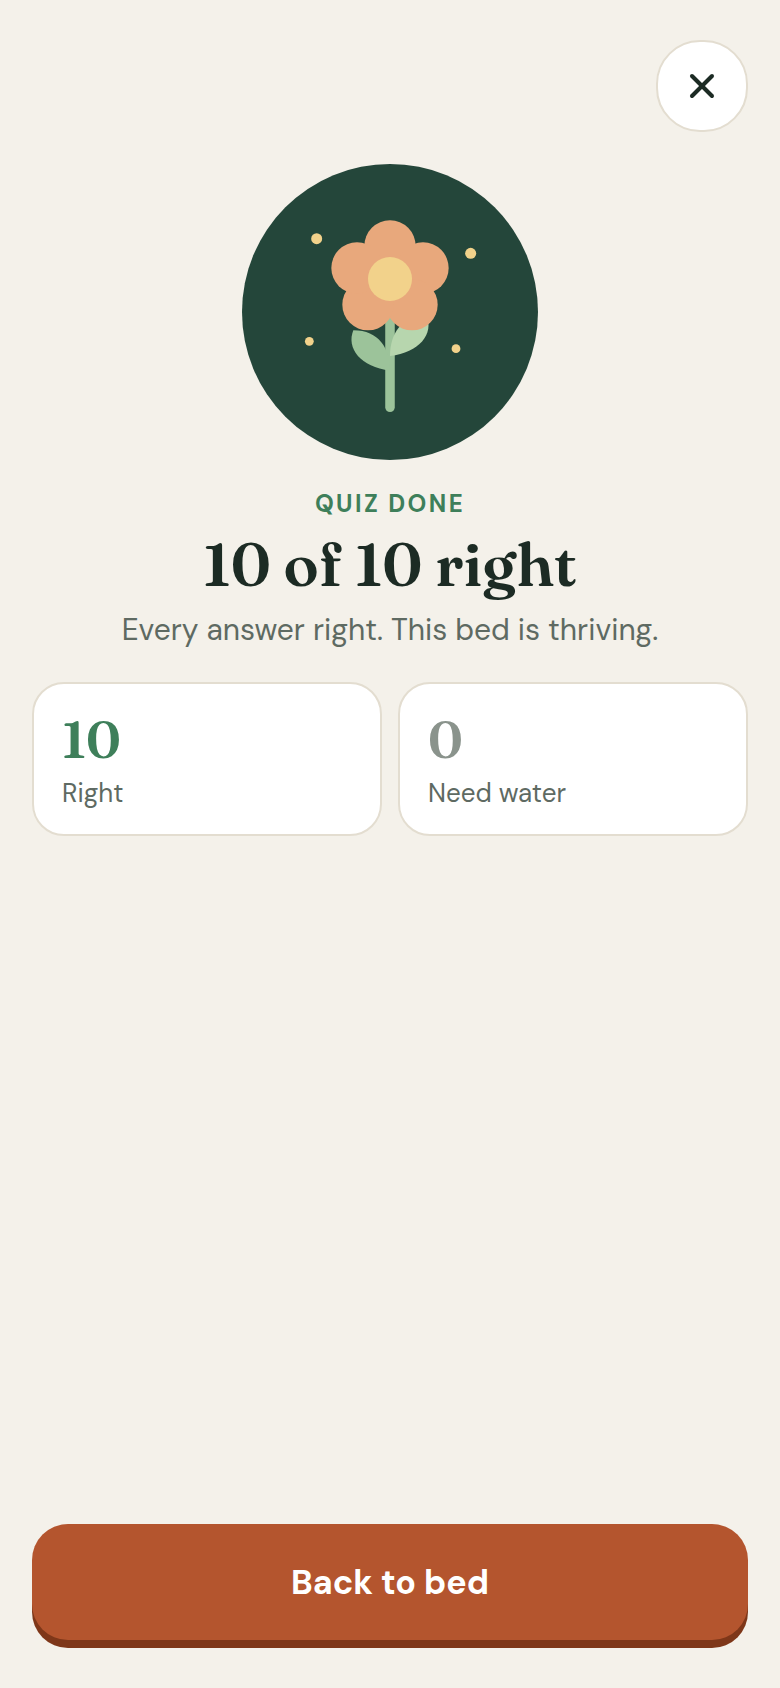 QUIZ DONE
10 of 10 right
Every answer right. This bed is thriving.
10
Right
0
Need water
Back to bed